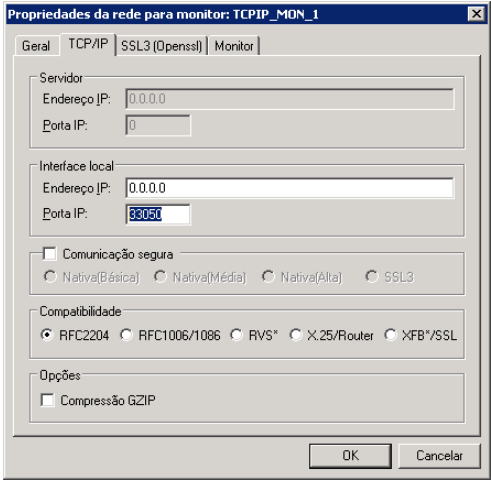 Propriedades da rede para monitor: TCPIP_MON_1
Geral TCP/IP SSL3 (Openssl) Monitor
Servidor
Endereço IP: 0.0.0.0
Porta IP: 0
Interface local
Endereço IP: 0.0.0.0
Porta IP: 33050
Comunicação segura
Nativa(Básica) Nativa(Média) Nativa(Alta) SSL3
Compatibilidade
RFC2204 RFC1006/1086 RVS* X.25/Router XFB*/SSL
Opções
Compressão GZIP
OK Cancelar